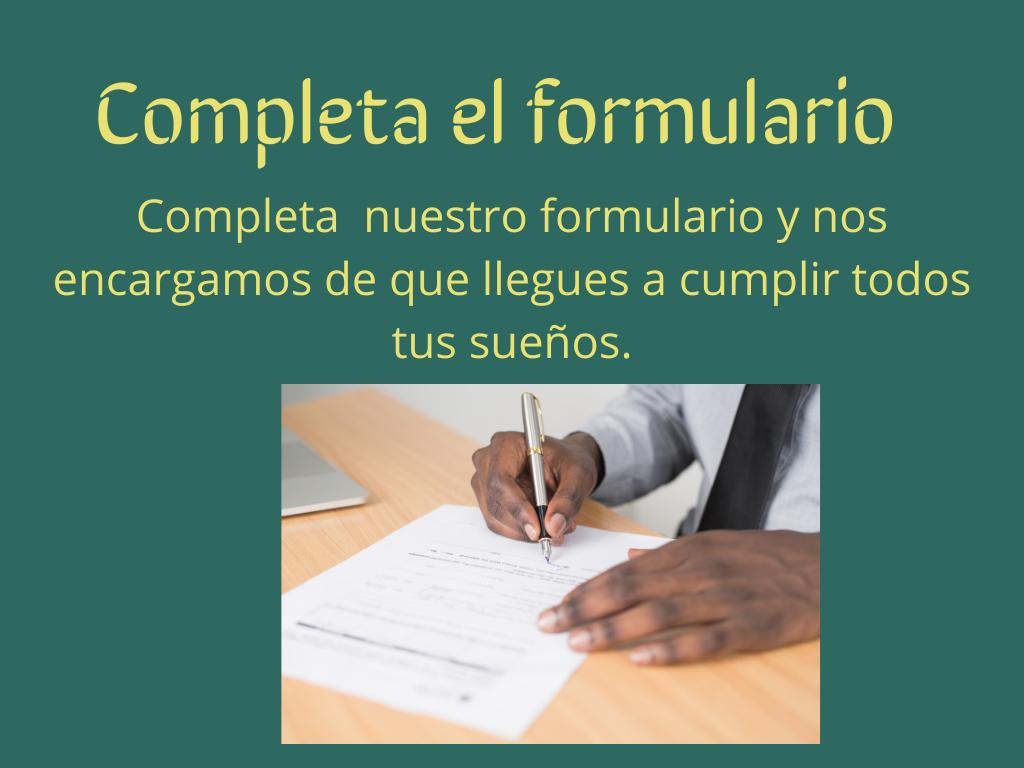 Completa el formulario
Completa  nuestro formulario y nos
encargamos de que llegues a cumplir todos
tus sueños.